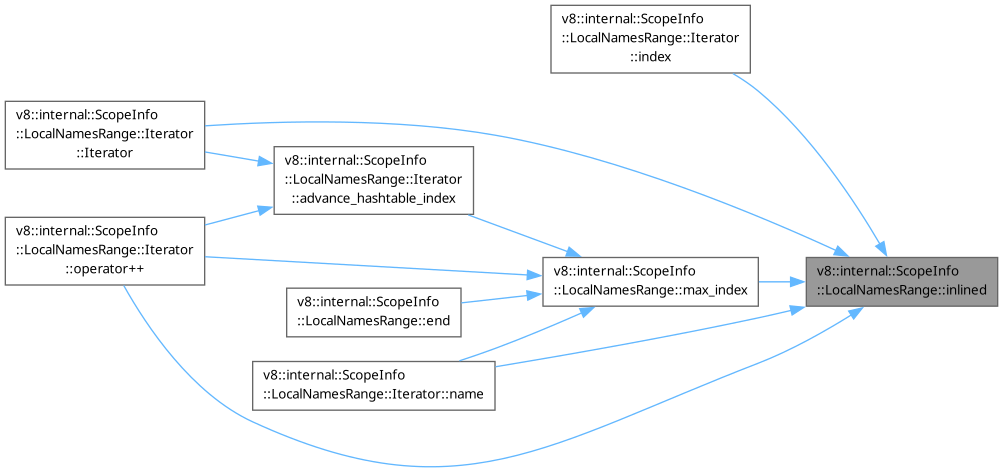 v8::internal::ScopeInfo
::LocalNamesRange::Iterator
::index
v8::internal::ScopeInfo
::LocalNamesRange::Iterator
::Iterator
v8::internal::ScopeInfo
::LocalNamesRange::Iterator
::advance_hashtable_index
v8::internal::ScopeInfo
::LocalNamesRange::Iterator
::operator++
v8::internal::ScopeInfo
::LocalNamesRange::max_index
v8::internal::ScopeInfo
::LocalNamesRange::inlined
v8::internal::ScopeInfo
::LocalNamesRange::end
v8::internal::ScopeInfo
::LocalNamesRange::Iterator::name